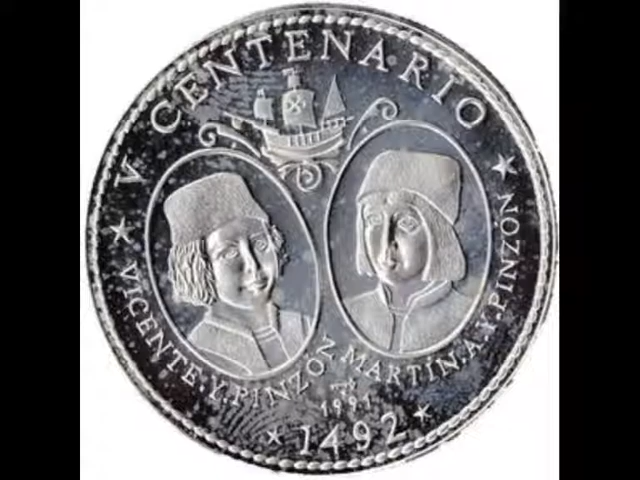 V CENTENARIO
VICENTE.Y.PINZON
MARTIN.A.Y.PINZON
1991
1492